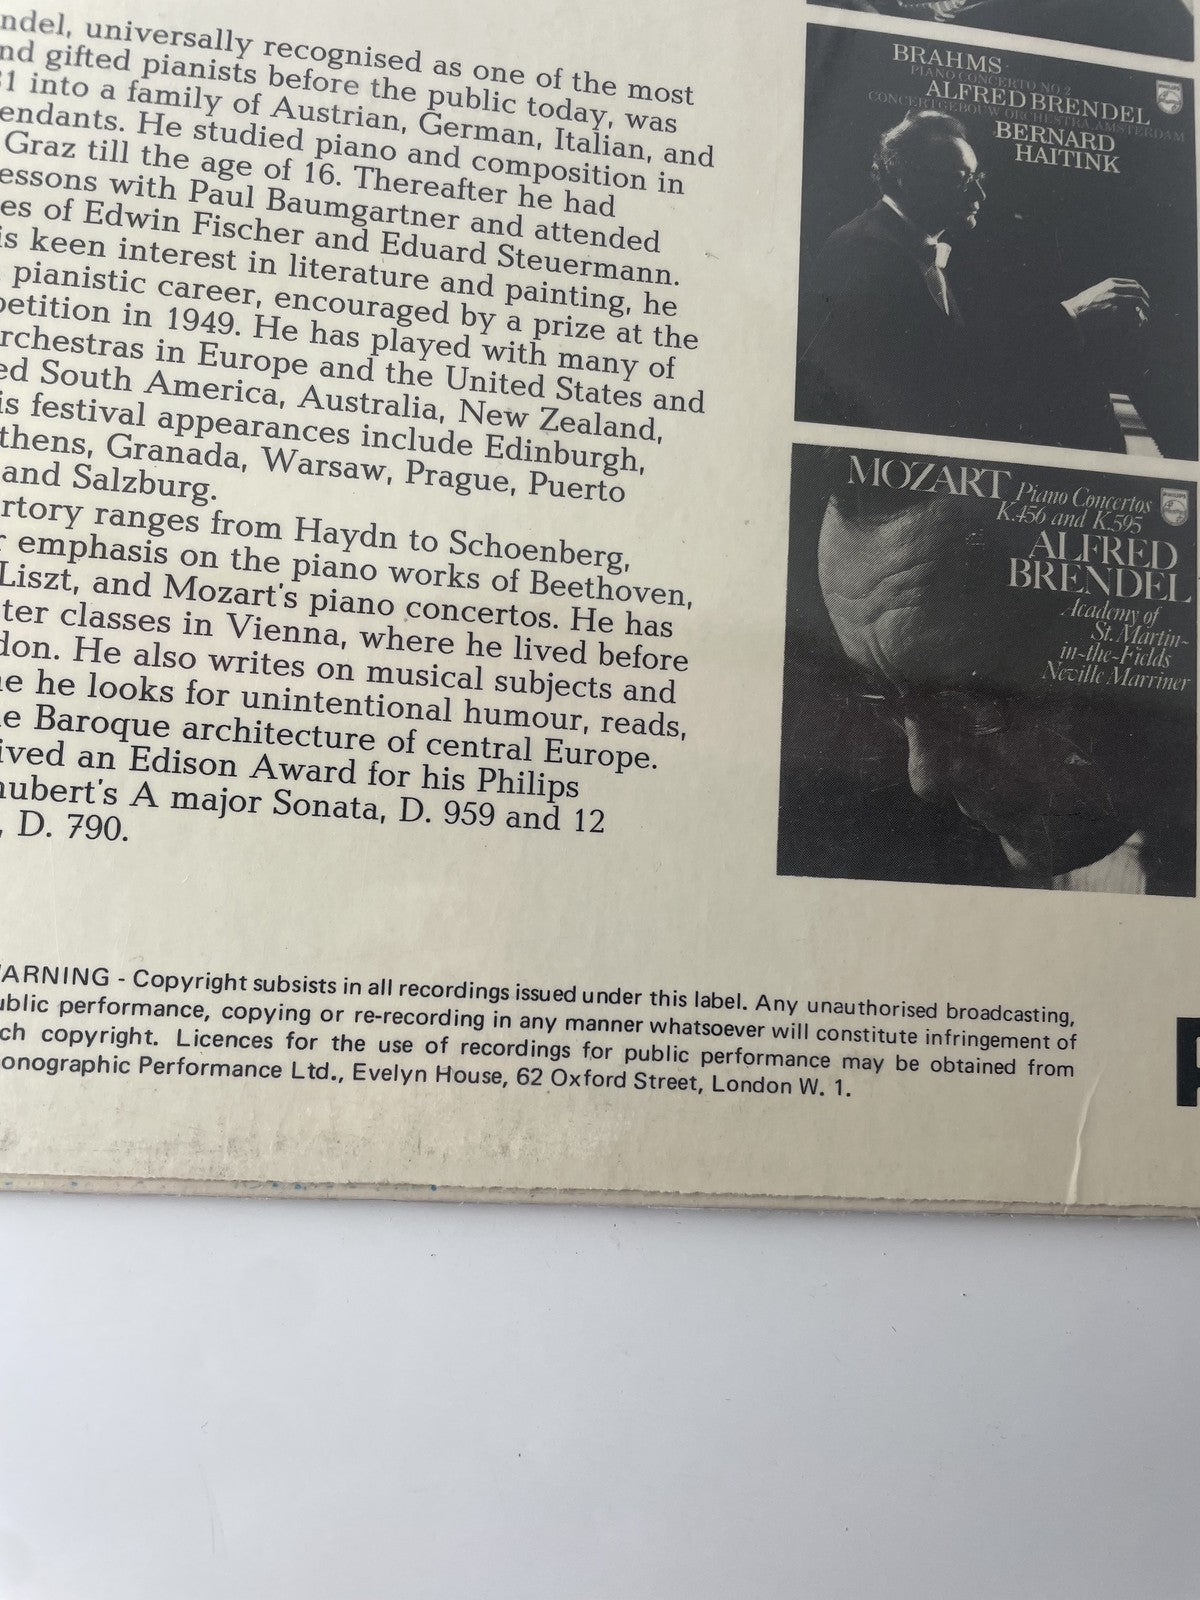 ndel, universally recognised as one of the most
nd gifted pianists before the public today, was
31 into a family of Austrian, German, Italian, and
endants. He studied piano and composition in
Graz till the age of 16. Thereafter he had
essons with Paul Baumgartner and attended
es of Edwin Fischer and Eduard Steuermann.
is keen interest in literature and painting, he
pianistic career, encouraged by a prize at the
petition in 1949. He has played with many of
rchestras in Europe and the United States and
ed South America, Australia, New Zealand,
is festival appearances include Edinburgh,
thens, Granada, Warsaw, Prague, Puerto
and Salzburg.
rtory ranges from Haydn to Schoenberg,
r emphasis on the piano works of Beethoven,
Liszt, and Mozart's piano concertos. He has
ter classes in Vienna, where he lived before
don. He also writes on musical subjects and
ne he looks for unintentional humour, reads,
e Baroque architecture of central Europe.
ived an Edison Award for his Philips
hubert's A major Sonata, D. 959 and 12
, D. 790.
BRAHMS
PIANO CONCERTO NO 2
ALFRED BRENDEL
CONCERTGEBOUW ORCHESTRA, AMSTERDAM
BERNARD
HAITINK
PHILIPS
MOZART Piano Concertos
K.456 and K.595
ALFRED
BRENDEL
Academy of
St. Martin-
in-the-Fields
Neville Marriner
PHILIPS
WARNING - Copyright subsists in all recordings issued under this label. Any unauthorised broadcasting,
ublic performance, copying or re-recording in any manner whatsoever will constitute infringement of
ch copyright. Licences for the use of recordings for public performance may be obtained from
onographic Performance Ltd., Evelyn House, 62 Oxford Street, London W. 1.